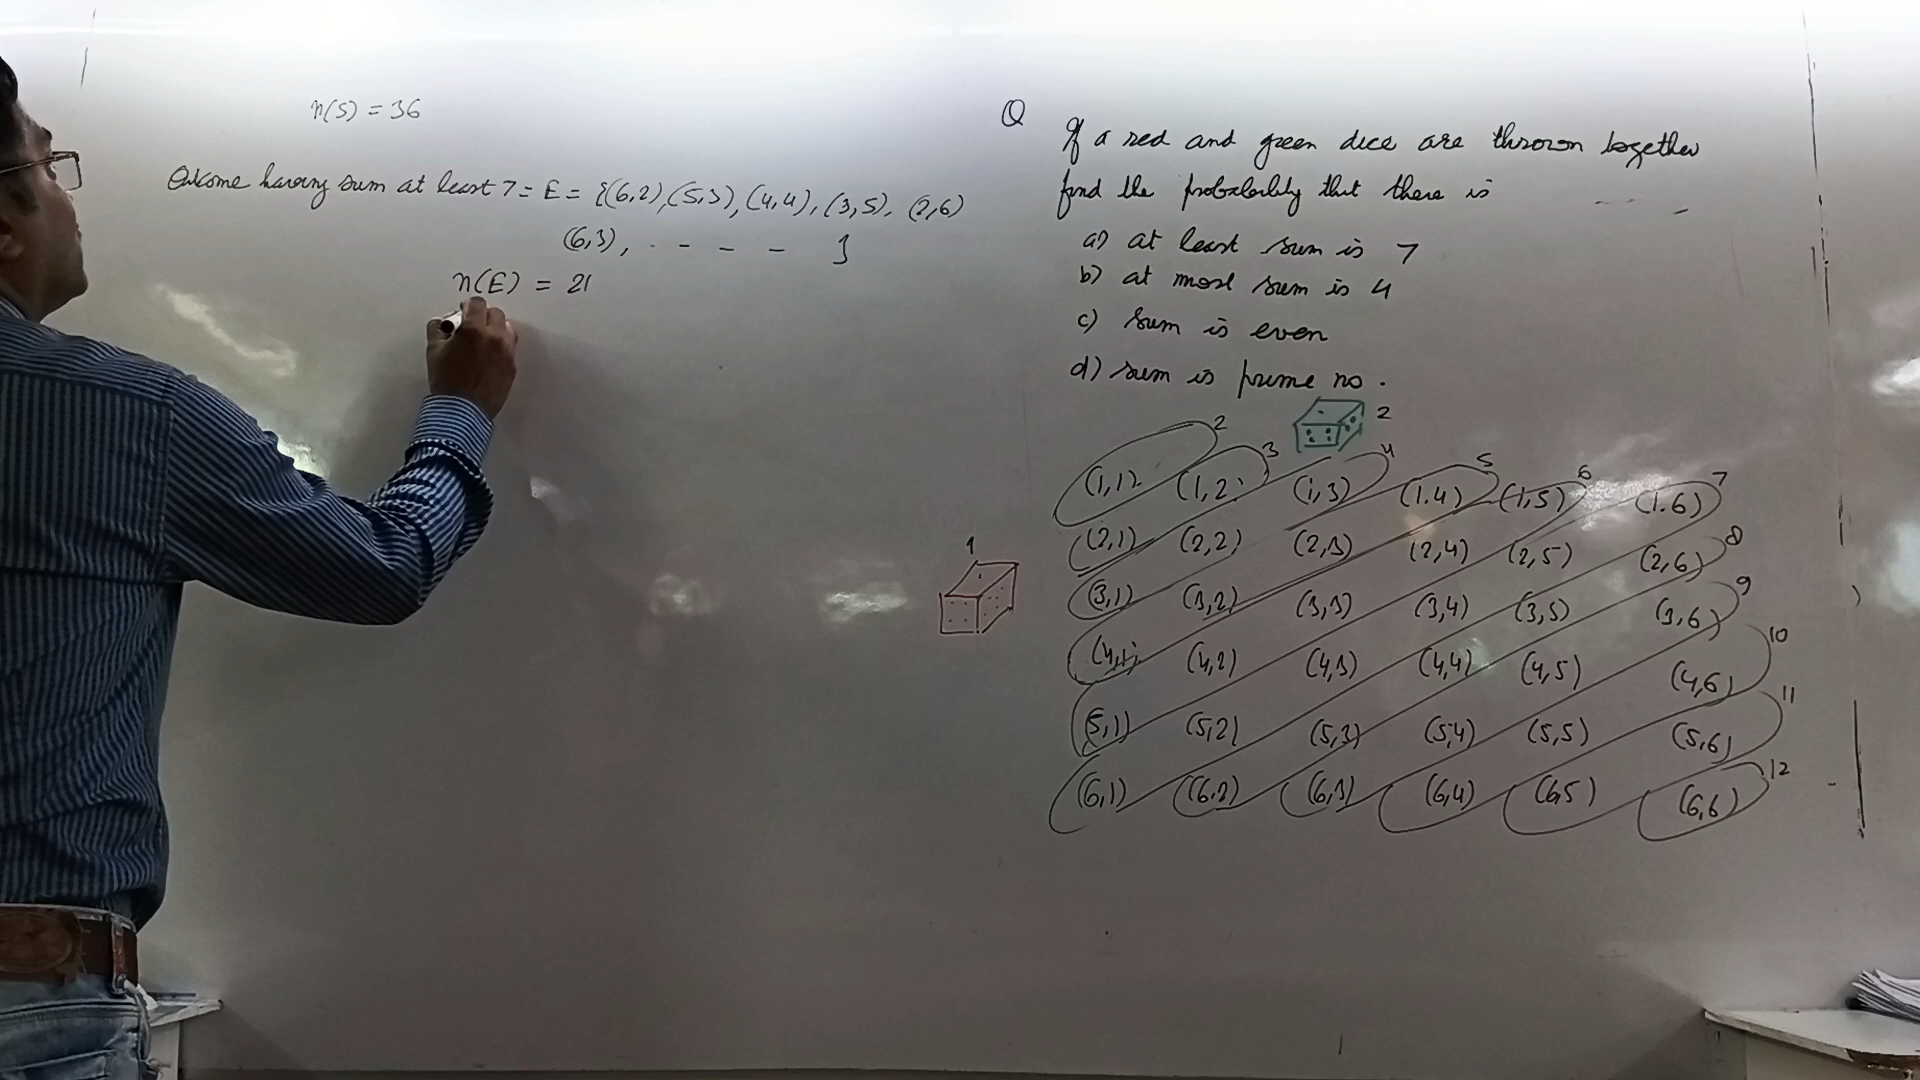 n(S) = 36
Outcome having sum at least 7 = E = {(6,2), (5,3), (4,4), (3,5), (2,6)
(6,3), . - - - - }
n(E) = 21
Q
If a red and green dice are thrown together
find the probability that there is
a) at least sum is 7
b) at most sum is 4
c) sum is even
d) sum is prime no.
2
2 3 4 5 6 7
(1,1) (1,2) (1,3) (1.4) (1,5) (1.6)
(2,1) (2,2) (2,3) (2,4) (2,5) (2,6) 8
1
(3,1) (3,2) (3,3) (3,4) (3,5) (3,6) 9
(4,1) (4,2) (4,3) (4,4) (4,5) (4,6) 10
(5,1) (5,2) (5,3) (5,4) (5,5) (5,6) 11
(6,1) (6,2) (6,3) (6,4) (6,5) (6,6) 12